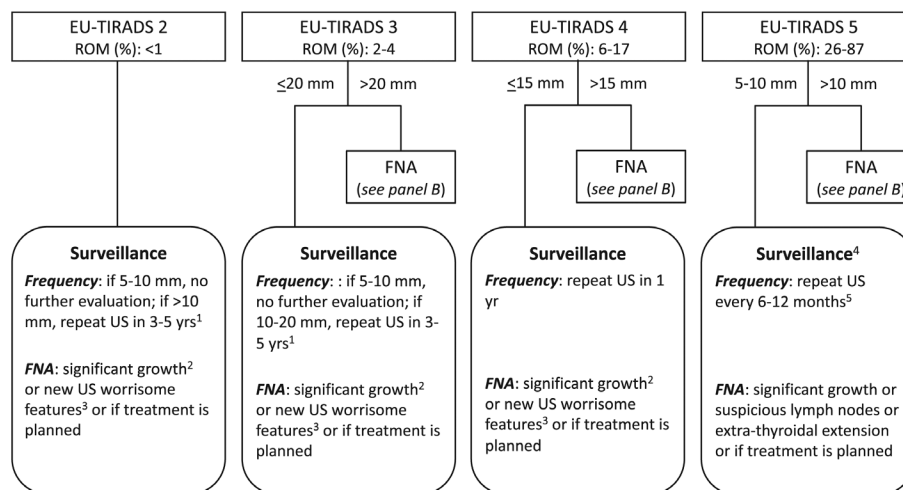 EU-TIRADS 2
ROM (%): <1
EU-TIRADS 3
ROM (%): 2-4
EU-TIRADS 4
ROM (%): 6-17
EU-TIRADS 5
ROM (%): 26-87
≤20 mm
>20 mm
≤15 mm
>15 mm
5-10 mm
>10 mm
FNA
(see panel B)
FNA
(see panel B)
FNA
(see panel B)
Surveillance
Frequency: if 5-10 mm, no
further evaluation; if >10
mm, repeat US in 3-5 yrs¹
FNA: significant growth²
or new US worrisome
features³ or if treatment is
planned
Surveillance
Frequency: : if 5-10 mm,
no further evaluation; if
10-20 mm, repeat US in 3-
5 yrs¹
FNA: significant growth²
or new US worrisome
features³ or if treatment is
planned
Surveillance
Frequency: repeat US in 1
yr
FNA: significant growth²
or new US worrisome
features³ or if treatment is
planned
Surveillance⁴
Frequency: repeat US
every 6-12 months⁵
FNA: significant growth or
suspicious lymph nodes or
extra-thyroidal extension
or if treatment is planned